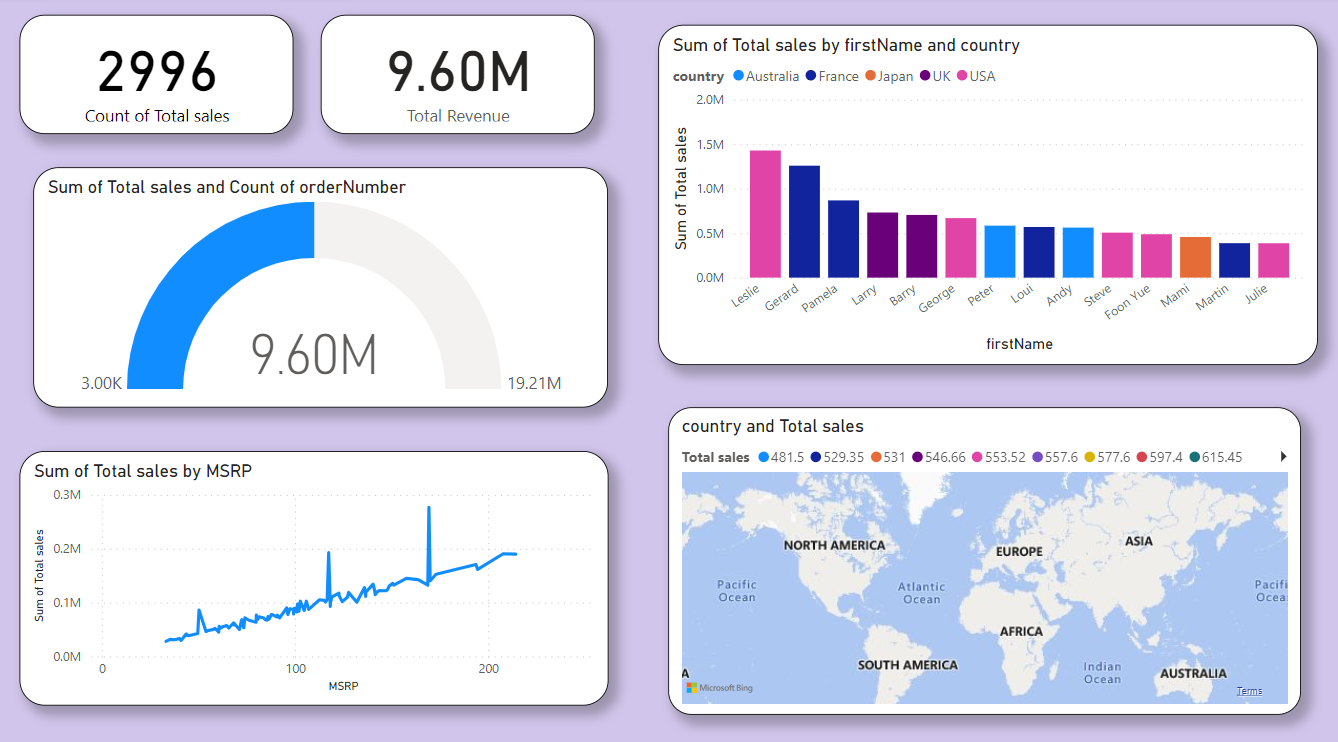 2996
Count of Total sales
9.60M
Total Revenue
Sum of Total sales and Count of orderNumber
9.60M
3.00K
19.21M
Sum of Total sales by MSRP
0.3M
0.2M
0.1M
0.0M
Sum of Total sales
0
100
200
MSRP
Sum of Total sales by firstName and country
country Australia France Japan UK USA
2.0M
1.5M
1.0M
0.5M
0.0M
Sum of Total sales
Leslie
Gerard
Pamela
Larry
Barry
George
Peter
Loui
Andy
Steve
Foon Yue
Mami
Martin
Julie
firstName
country and Total sales
Total sales 481.5 529.35 531 546.66 553.52 557.6 577.6 597.4 615.45
NORTH AMERICA
EUROPE
ASIA
Pacific
Ocean
Atlantic
Ocean
Pacifi
Ocea
AFRICA
SOUTH AMERICA
Indian
Ocean
AUSTRALIA
A
Microsoft Bing
Terms